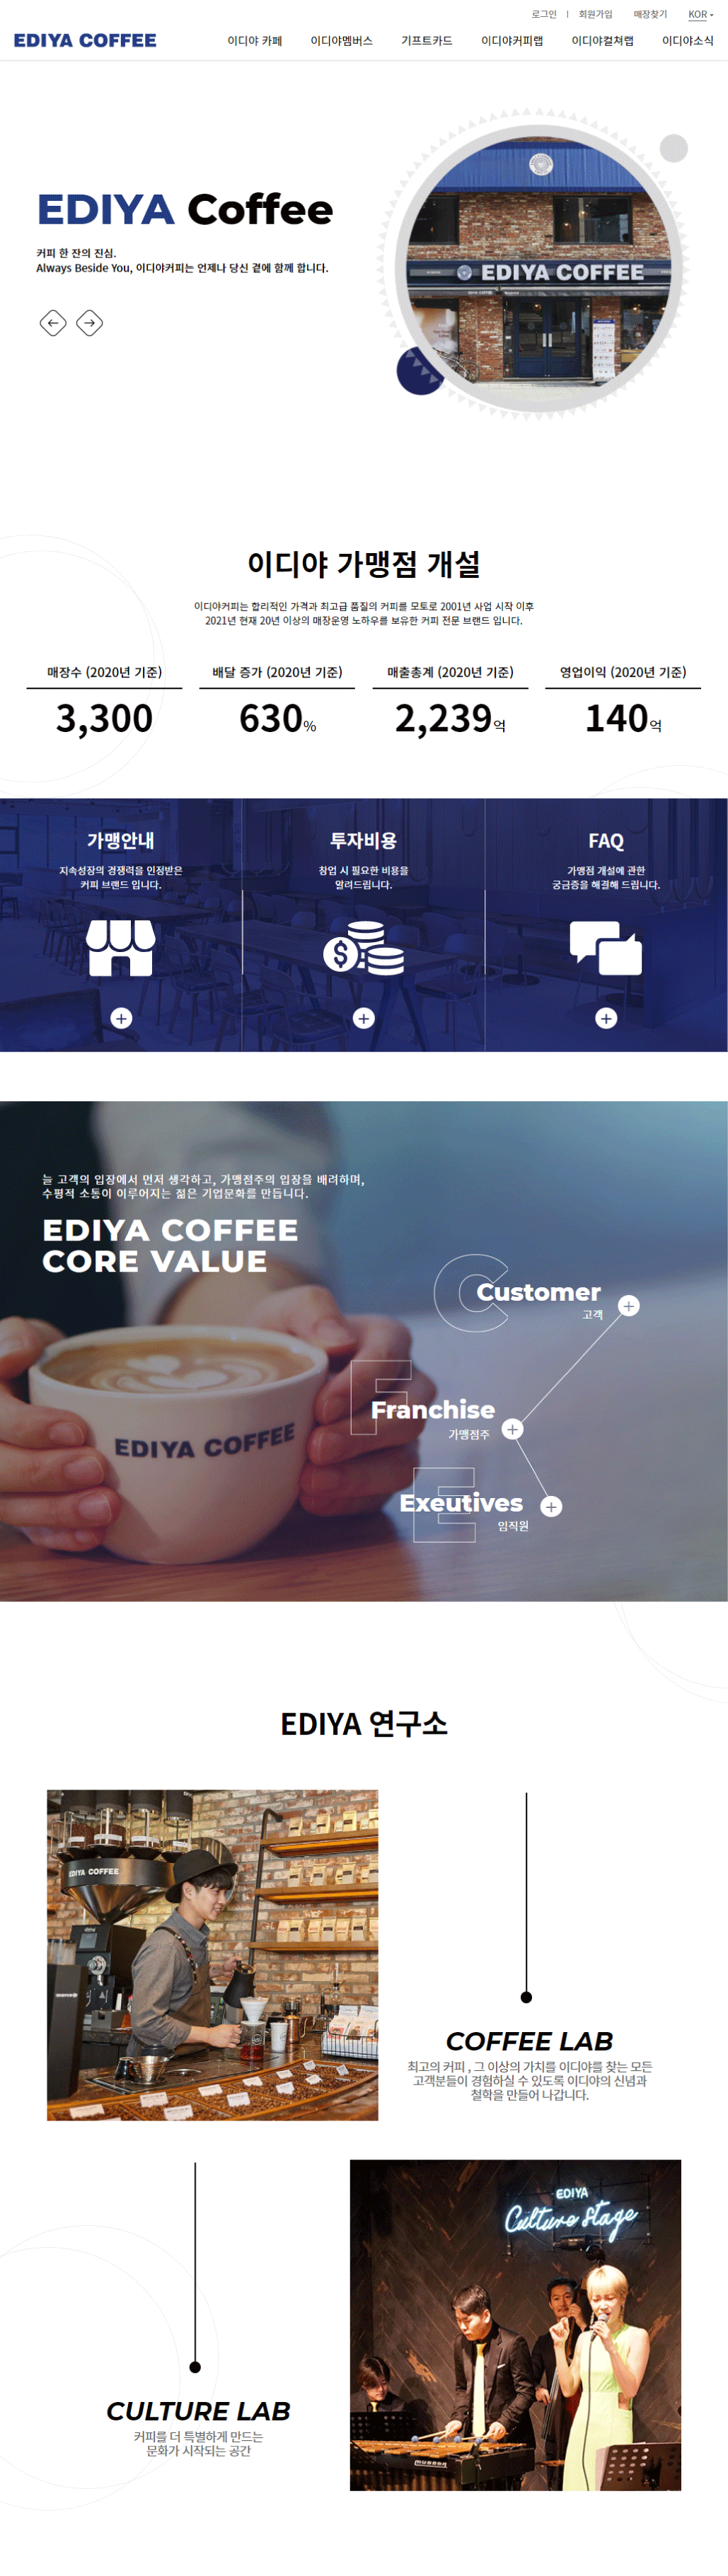 로그인 | 회원가입 매장찾기 KOR
EDIYA COFFEE
이디야 카페 이디야멤버스 기프트카드 이디야커피랩 이디야컬쳐랩 이디야소식
EDIYA Coffee
커피 한 잔의 진심.
Always Beside You, 이디야커피는 언제나 당신 곁에 함께 합니다.
EDIYA COFFEE
이디야 가맹점 개설
이디야커피는 합리적인 가격과 최고급 품질의 커피를 모토로 2001년 사업 시작 이후
2021년 현재 20년 이상의 매장운영 노하우를 보유한 커피 전문 브랜드 입니다.
매장수 (2020년 기준) 배달 증가 (2020년 기준) 매출총계 (2020년 기준) 영업이익 (2020년 기준)
3,300 630% 2,239억 140억
가맹안내
지속성장의 경쟁력을 인정받은
커피 브랜드 입니다.
투자비용
창업 시 필요한 비용을
알려드립니다.
FAQ
가맹점 개설에 관한
궁금증을 해결해 드립니다.
늘 고객의 입장에서 먼저 생각하고, 가맹점주의 입장을 배려하며,
수평적 소통이 이루어지는 젊은 기업문화를 만듭니다.
EDIYA COFFEE
CORE VALUE
C
Customer
고객
F
Franchise
가맹점주
E
Exeutives
임직원
EDIYA COFFEE
EDIYA 연구소
EDIYA COFFEE
COFFEE LAB
최고의 커피 , 그 이상의 가치를 이디야를 찾는 모든
고객분들이 경험하실 수 있도록 이디야의 신념과
철학을 만들어 나갑니다.
EDIYA
Culture Stage
CULTURE LAB
커피를 더 특별하게 만드는
문화가 시작되는 공간